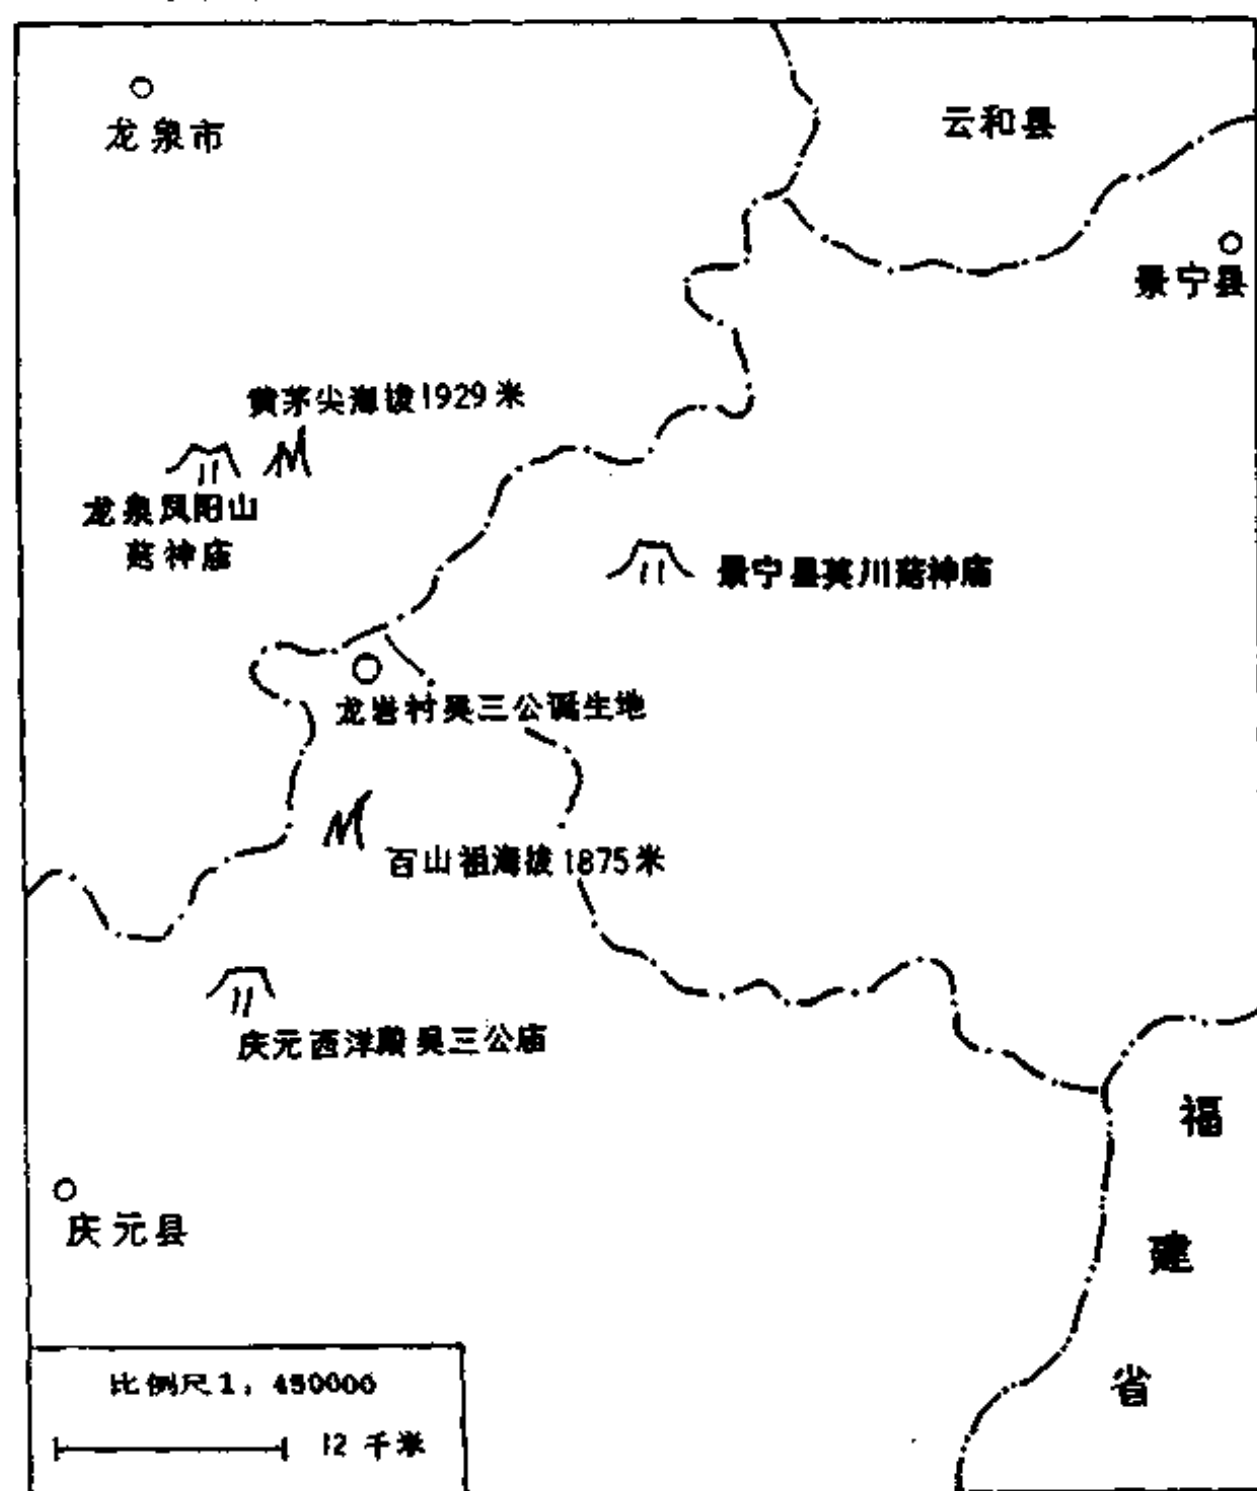 龙泉市
云和县
景宁县
黄茅尖海拔1929米
龙泉凤阳山
菇神庙
景宁县英川菇神庙
龙岩村吴三公诞生地
百山祖海拔1875米
庆元西洋殿吴三公庙
福
建
省
庆元县
比例尺1:450000
12千米